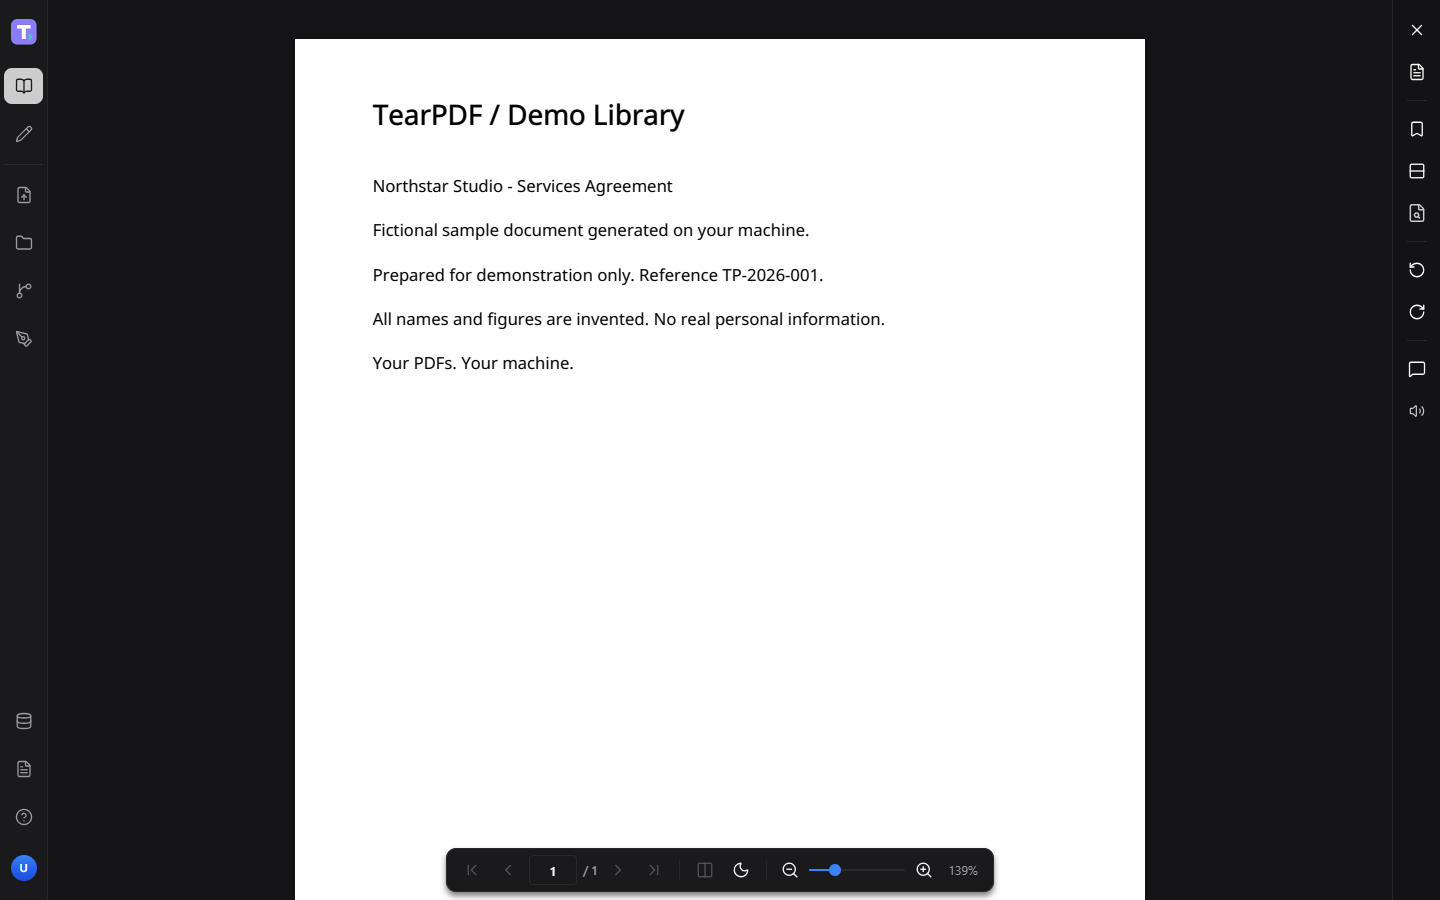 T
TearPDF / Demo Library
Northstar Studio - Services Agreement
Fictional sample document generated on your machine.
Prepared for demonstration only. Reference TP-2026-001.
All names and figures are invented. No real personal information.
Your PDFs. Your machine.
U
1 / 1
139%